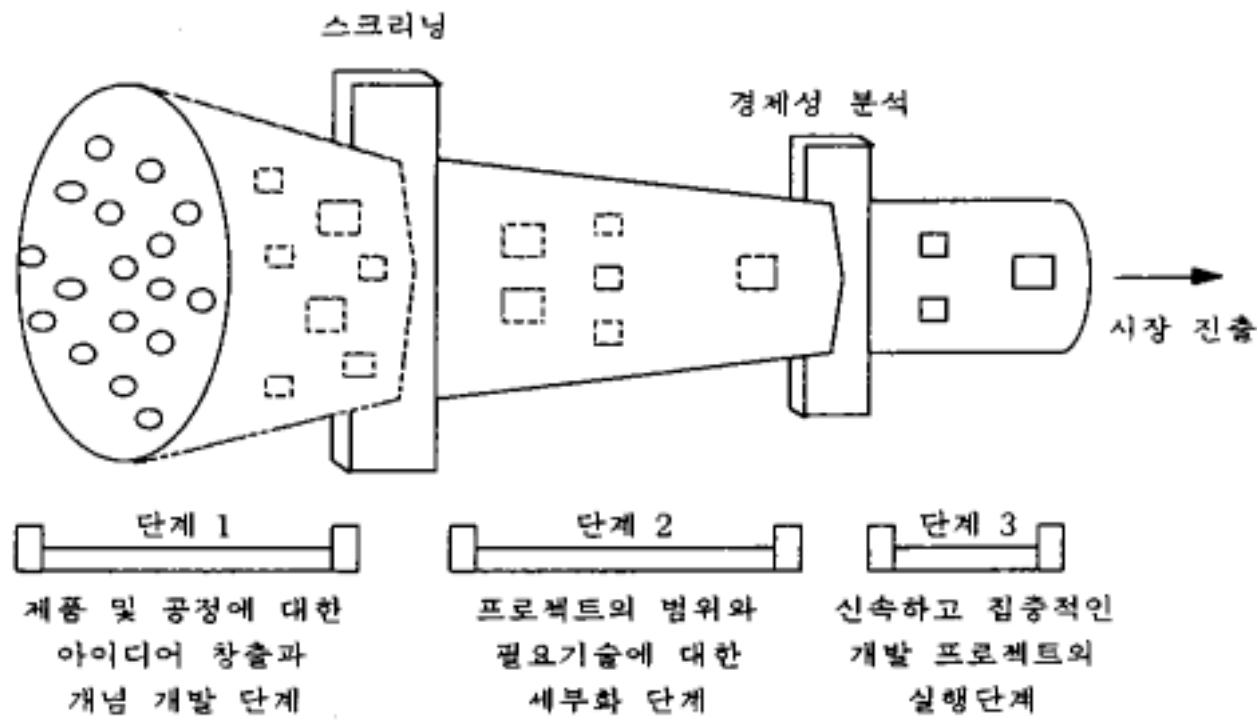 스크리닝
경제성 분석
시장 진출
단계 1
제품 및 공정에 대한
아이디어 창출과
개념 개발 단계
단계 2
프로젝트의 범위와
필요기술에 대한
세부화 단계
단계 3
신속하고 집중적인
개발 프로젝트의
실행단계